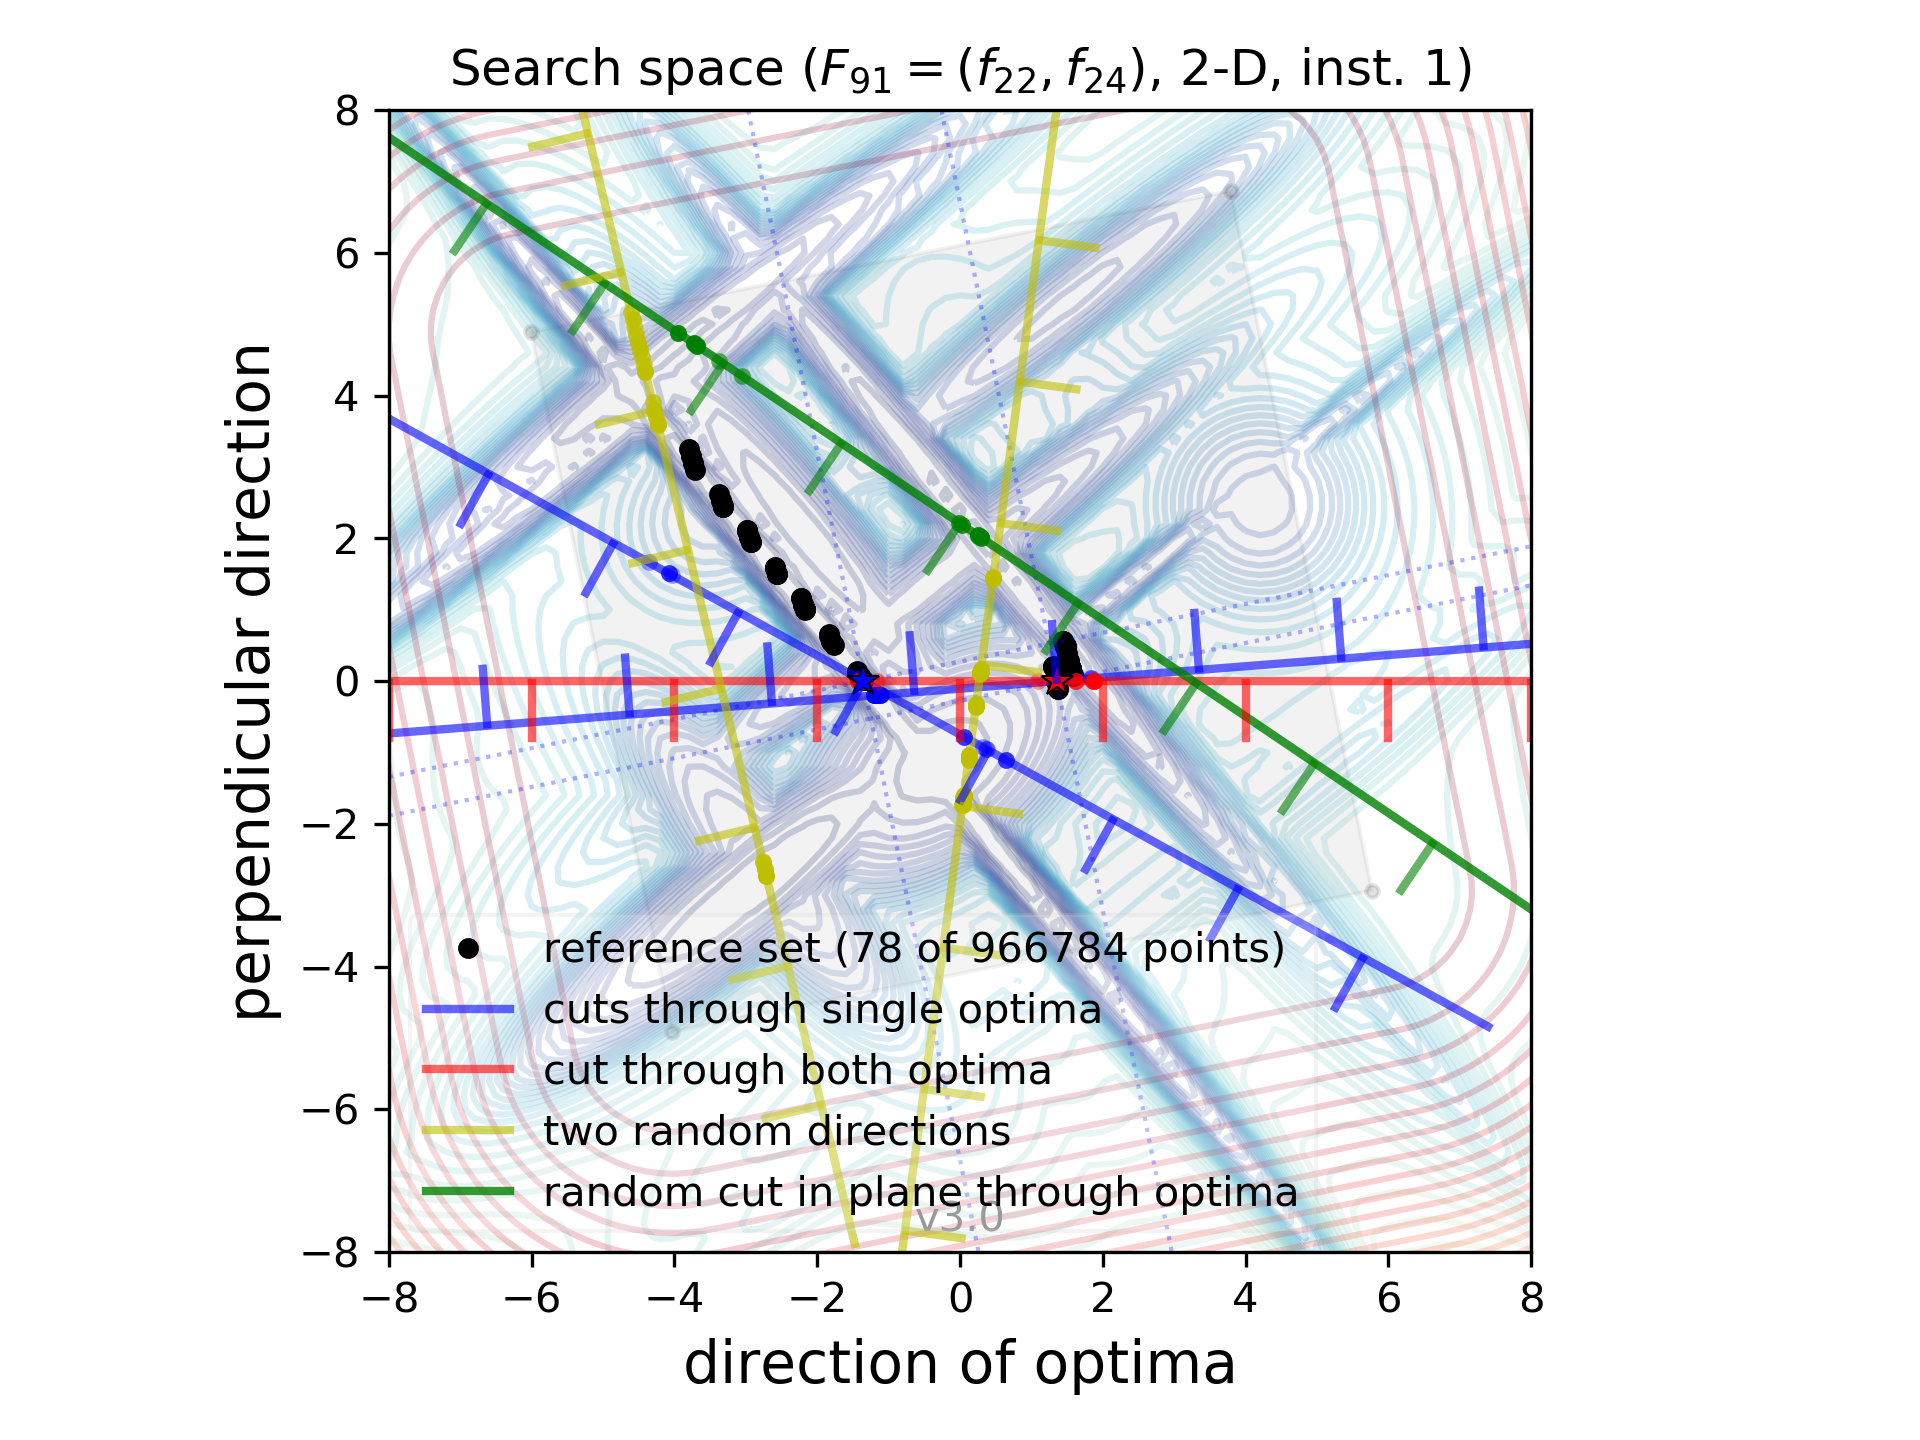 Search space (F91 = (f22, f24), 2-D, inst. 1)
8
6
4
2
0
−2
−4
−6
−8
perpendicular direction
reference set (78 of 966784 points)
cuts through single optima
cut through both optima
two random directions
random cut in plane through optima
v3.0
−8 −6 −4 −2 0 2 4 6 8
direction of optima